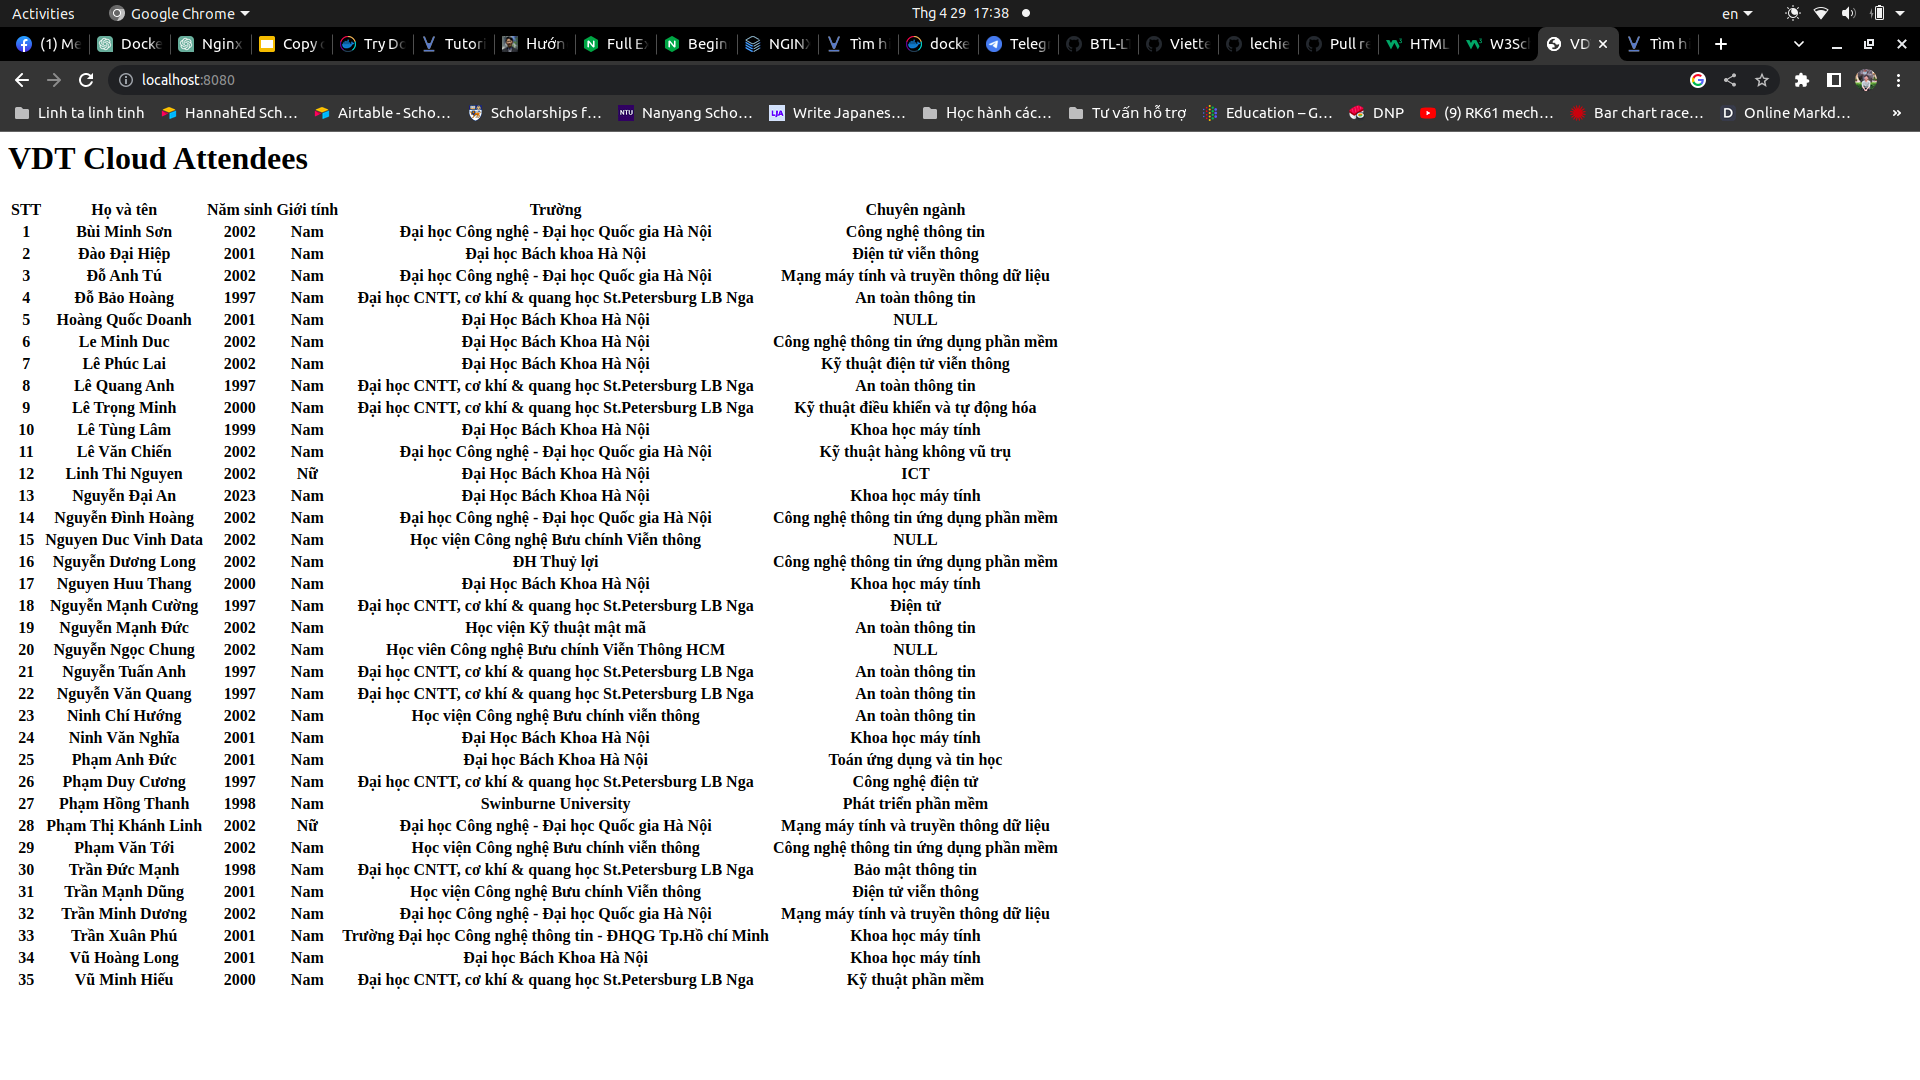 Activities Google Chrome Thg 4 29 17:38 en
(1) Me Docke Nginx Copy Try Do Tutori Hướn Full E Begin NGINX Tìm h docke Telegr BTL-LT Viette lechie Pull re HTML W3Sch VD Tìm h
localhost:8080
Linh ta linh tinh HannahEd Sch… Airtable - Scho… Scholarships f… Nanyang Scho… Write Japanes… Học hành các… Tư vấn hỗ trợ Education – G… DNP (9) RK61 mech… Bar chart race… Online Markd… »
VDT Cloud Attendees
STT Họ và tên Năm sinh Giới tính Trường Chuyên ngành
1 Bùi Minh Sơn 2002 Nam Đại học Công nghệ - Đại học Quốc gia Hà Nội Công nghệ thông tin
2 Đào Đại Hiệp 2001 Nam Đại học Bách khoa Hà Nội Điện tử viễn thông
3 Đỗ Anh Tú 2002 Nam Đại học Công nghệ - Đại học Quốc gia Hà Nội Mạng máy tính và truyền thông dữ liệu
4 Đỗ Bảo Hoàng 1997 Nam Đại học CNTT, cơ khí & quang học St.Petersburg LB Nga An toàn thông tin
5 Hoàng Quốc Doanh 2001 Nam Đại Học Bách Khoa Hà Nội NULL
6 Le Minh Duc 2002 Nam Đại Học Bách Khoa Hà Nội Công nghệ thông tin ứng dụng phần mềm
7 Lê Phúc Lai 2002 Nam Đại Học Bách Khoa Hà Nội Kỹ thuật điện tử viễn thông
8 Lê Quang Anh 1997 Nam Đại học CNTT, cơ khí & quang học St.Petersburg LB Nga An toàn thông tin
9 Lê Trọng Minh 2000 Nam Đại học CNTT, cơ khí & quang học St.Petersburg LB Nga Kỹ thuật điều khiển và tự động hóa
10 Lê Tùng Lâm 1999 Nam Đại Học Bách Khoa Hà Nội Khoa học máy tính
11 Lê Văn Chiến 2002 Nam Đại học Công nghệ - Đại học Quốc gia Hà Nội Kỹ thuật hàng không vũ trụ
12 Linh Thi Nguyen 2002 Nữ Đại Học Bách Khoa Hà Nội ICT
13 Nguyễn Đại An 2023 Nam Đại Học Bách Khoa Hà Nội Khoa học máy tính
14 Nguyễn Đình Hoàng 2002 Nam Đại học Công nghệ - Đại học Quốc gia Hà Nội Công nghệ thông tin ứng dụng phần mềm
15 Nguyen Duc Vinh Data 2002 Nam Học viện Công nghệ Bưu chính Viễn thông NULL
16 Nguyễn Dương Long 2002 Nam ĐH Thuỷ lợi Công nghệ thông tin ứng dụng phần mềm
17 Nguyen Huu Thang 2000 Nam Đại Học Bách Khoa Hà Nội Khoa học máy tính
18 Nguyễn Mạnh Cường 1997 Nam Đại học CNTT, cơ khí & quang học St.Petersburg LB Nga Điện tử
19 Nguyễn Mạnh Đức 2002 Nam Học viện Kỹ thuật mật mã An toàn thông tin
20 Nguyễn Ngọc Chung 2002 Nam Học viên Công nghệ Bưu chính Viễn Thông HCM NULL
21 Nguyễn Tuấn Anh 1997 Nam Đại học CNTT, cơ khí & quang học St.Petersburg LB Nga An toàn thông tin
22 Nguyễn Văn Quang 1997 Nam Đại học CNTT, cơ khí & quang học St.Petersburg LB Nga An toàn thông tin
23 Ninh Chí Hướng 2002 Nam Học viện Công nghệ Bưu chính viễn thông An toàn thông tin
24 Ninh Văn Nghĩa 2001 Nam Đại Học Bách Khoa Hà Nội Khoa học máy tính
25 Phạm Anh Đức 2001 Nam Đại học Bách Khoa Hà Nội Toán ứng dụng và tin học
26 Phạm Duy Cương 1997 Nam Đại học CNTT, cơ khí & quang học St.Petersburg LB Nga Công nghệ điện tử
27 Phạm Hồng Thanh 1998 Nam Swinburne University Phát triển phần mềm
28 Phạm Thị Khánh Linh 2002 Nữ Đại học Công nghệ - Đại học Quốc gia Hà Nội Mạng máy tính và truyền thông dữ liệu
29 Phạm Văn Tới 2002 Nam Học viện Công nghệ Bưu chính viễn thông Công nghệ thông tin ứng dụng phần mềm
30 Trần Đức Mạnh 1998 Nam Đại học CNTT, cơ khí & quang học St.Petersburg LB Nga Bảo mật thông tin
31 Trần Mạnh Dũng 2001 Nam Học viện Công nghệ Bưu chính Viễn thông Điện tử viễn thông
32 Trần Minh Dương 2002 Nam Đại học Công nghệ - Đại học Quốc gia Hà Nội Mạng máy tính và truyền thông dữ liệu
33 Trần Xuân Phú 2001 Nam Trường Đại học Công nghệ thông tin - ĐHQG Tp.Hồ chí Minh Khoa học máy tính
34 Vũ Hoàng Long 2001 Nam Đại học Bách Khoa Hà Nội Khoa học máy tính
35 Vũ Minh Hiếu 2000 Nam Đại học CNTT, cơ khí & quang học St.Petersburg LB Nga Kỹ thuật phần mềm